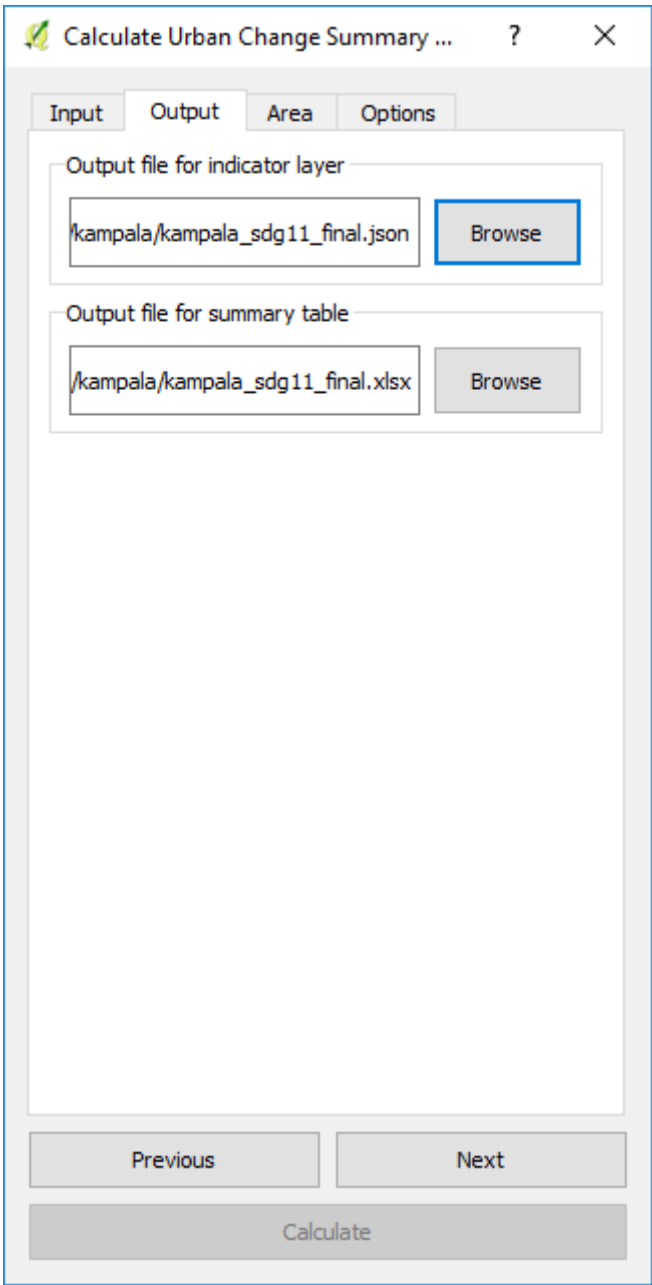 Calculate Urban Change Summary ... ?
Input Output Area Options
Output file for indicator layer
/kampala/kampala_sdg11_final.json Browse
Output file for summary table
/kampala/kampala_sdg11_final.xlsx Browse
Previous Next
Calculate